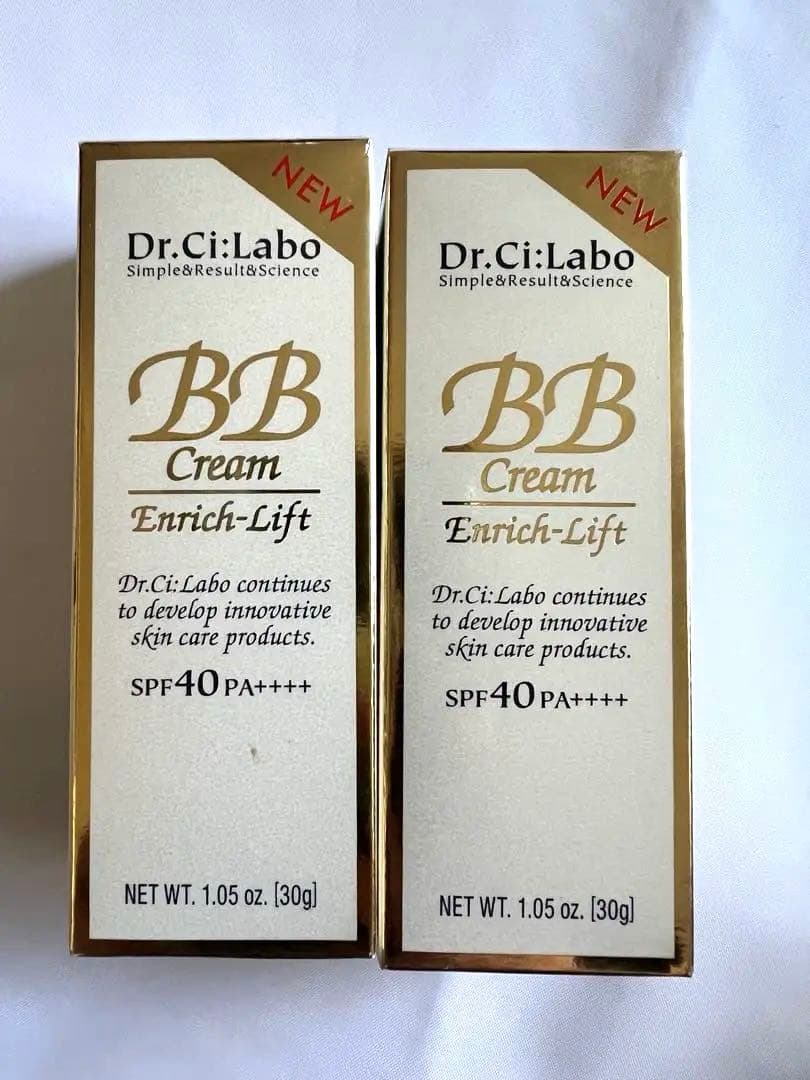 NEW
Dr.Ci:Labo
Simple&Result&Science
BB
Cream
Enrich-Lift
Dr.Ci:Labo continues
to develop innovative
skin care products.
SPF40 PA++++
NET WT. 1.05 oz. [30g]
NEW
Dr.Ci:Labo
Simple&Result&Science
BB
Cream
Enrich-Lift
Dr.Ci:Labo continues
to develop innovative
skin care products.
SPF40 PA++++
NET WT. 1.05 oz. [30g]